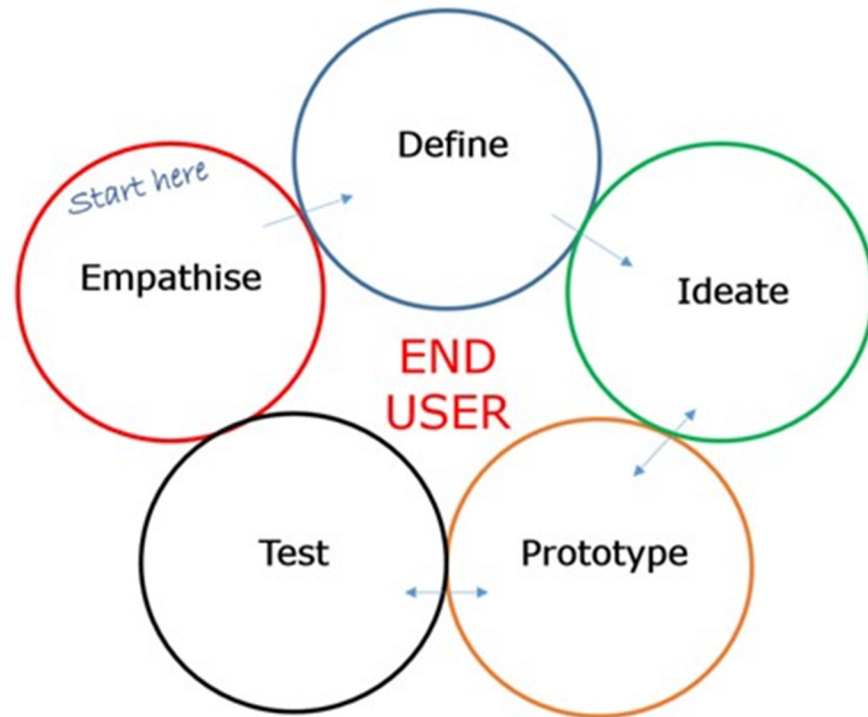 Start here
Empathise
Define
Ideate
Prototype
Test
END
USER